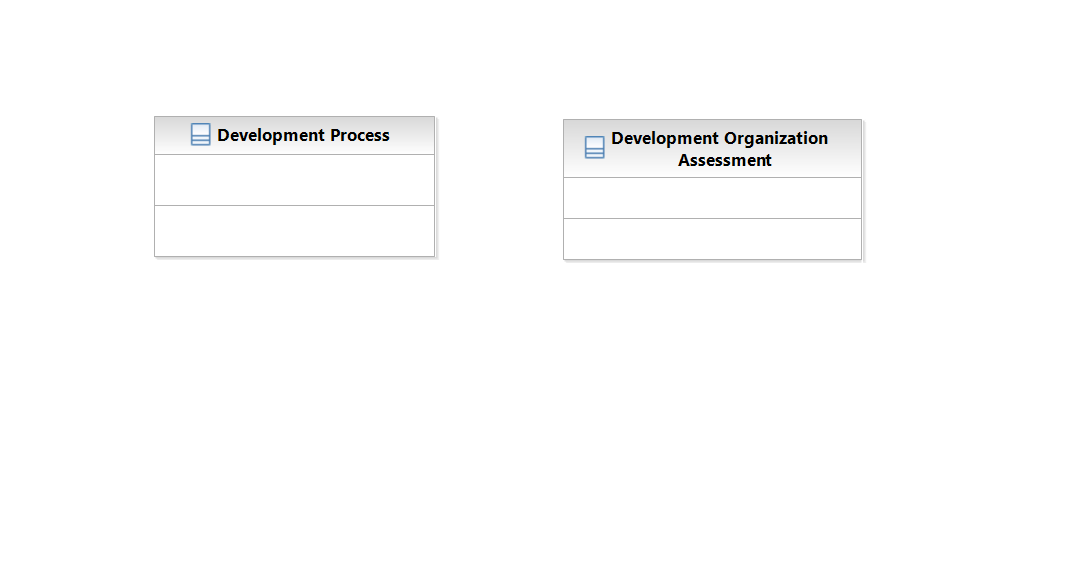 Development Process
Development Organization
Assessment